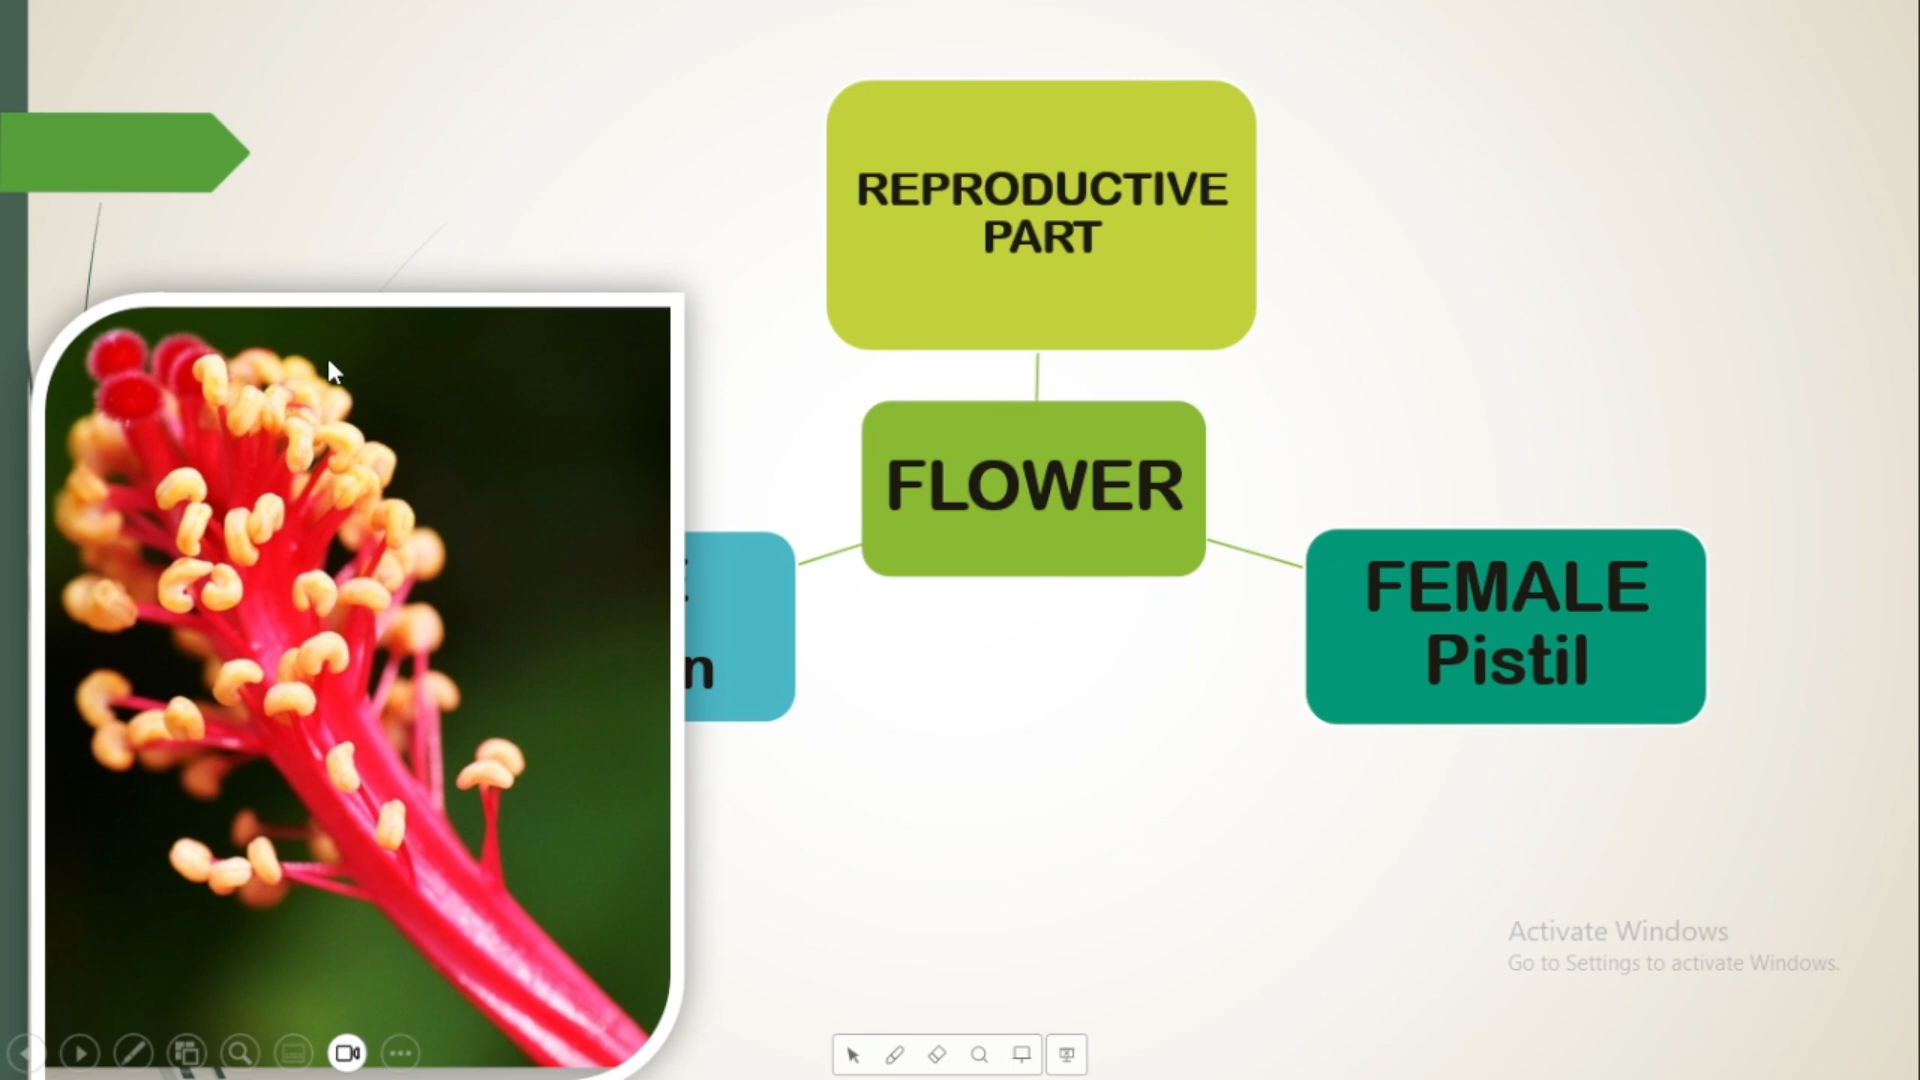 REPRODUCTIVE
PART
FLOWER
FEMALE
Pistil
n
Activate Windows
Go to Settings to activate Windows.